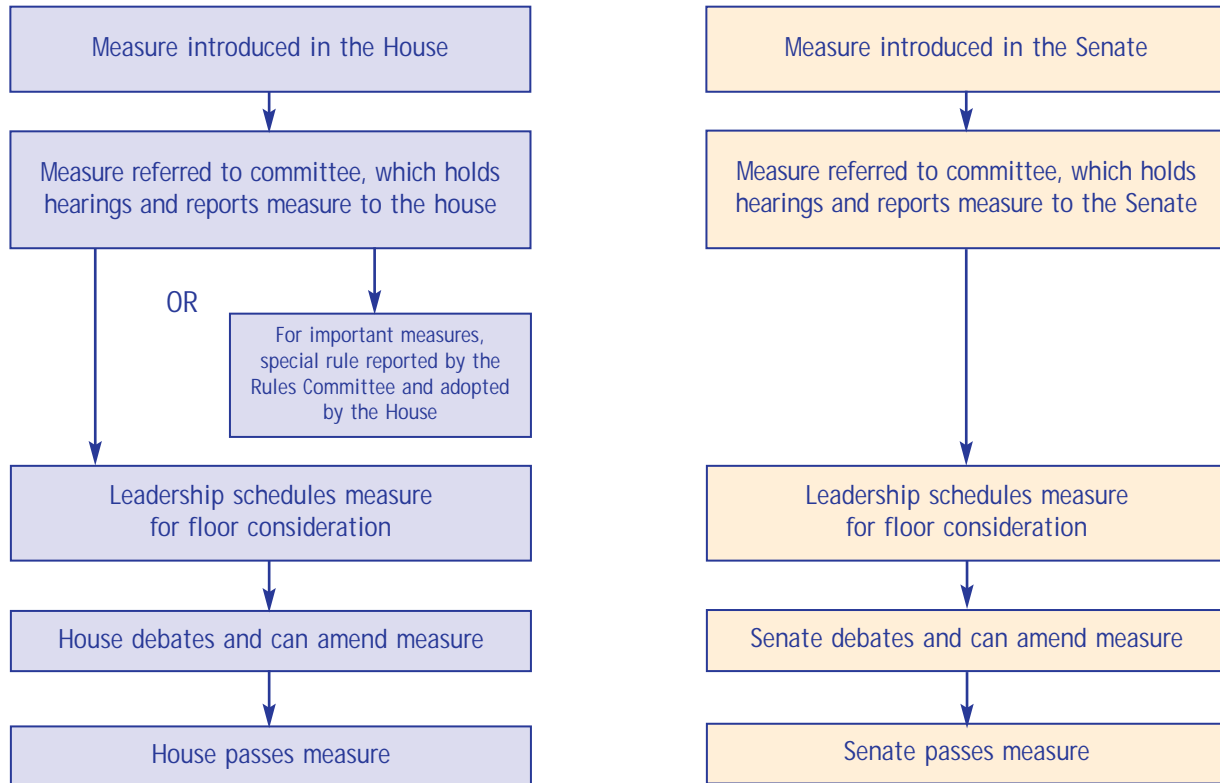 Measure introduced in the House
Measure referred to committee, which holds
hearings and reports measure to the house
OR
For important measures,
special rule reported by the
Rules Committee and adopted
by the House
Leadership schedules measure
for floor consideration
House debates and can amend measure
House passes measure
Measure introduced in the Senate
Measure referred to committee, which holds
hearings and reports measure to the Senate
Leadership schedules measure
for floor consideration
Senate debates and can amend measure
Senate passes measure